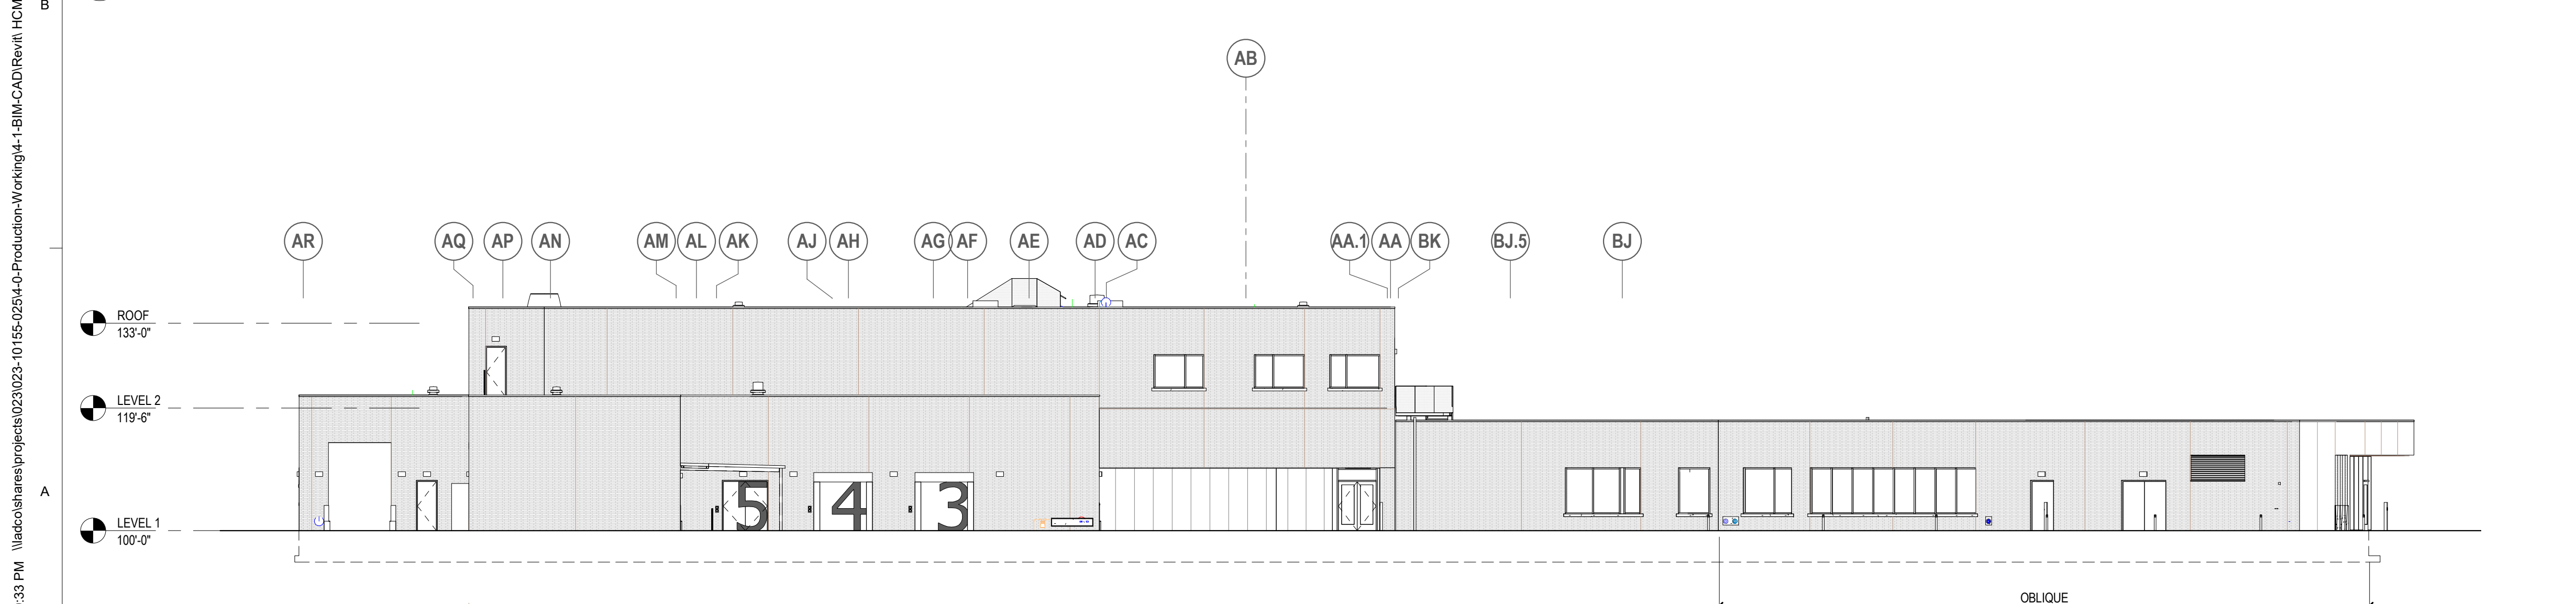 B
:33 PM \\ladco\shares\projects\023\023-10155-0225\4-0-Production-Working\4-1-BIM-CAD\Revit\ HCM
AB
AR AQ AP AN AM AL AK AJ AH AG AF AE AD AC AA.1 AA BK BJ.5 BJ
ROOF
133'-0"
LEVEL 2
119'-6"
A
5 4 3
LEVEL 1
100'-0"
OBLIQUE